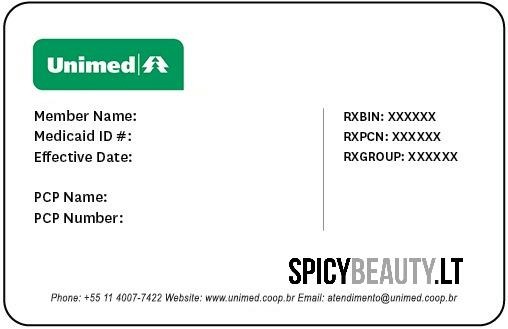 Unimed
Member Name:
Medicaid ID #:
Effective Date:
PCP Name:
PCP Number:
RXBIN: XXXXXX
RXPCN: XXXXXX
RXGROUP: XXXXXX
SPICYBEAUTY.LT
Phone: +55 11 4007-7422 Website: www.unimed.coop.br Email: atendimento@unimed.coop.br